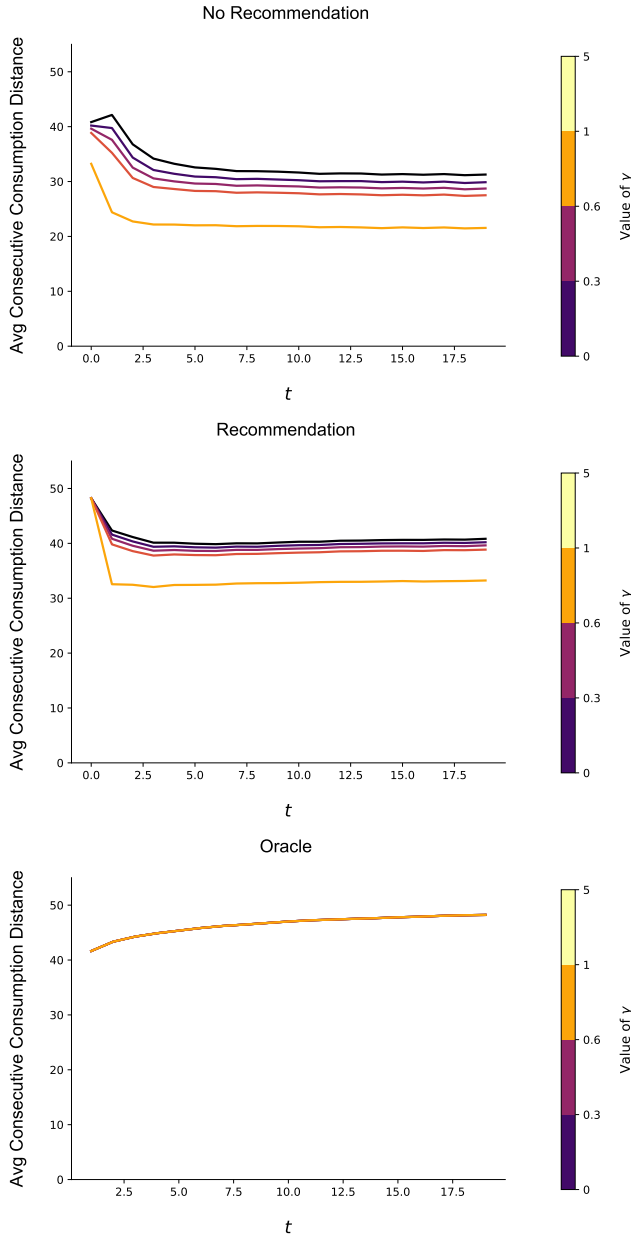 No Recommendation
Avg Consecutive Consumption Distance
50
40
30
20
10
0
0.0 2.5 5.0 7.5 10.0 12.5 15.0 17.5
t
5
1
0.6
0.3
0
Value of γ
Recommendation
Avg Consecutive Consumption Distance
50
40
30
20
10
0
0.0 2.5 5.0 7.5 10.0 12.5 15.0 17.5
t
5
1
0.6
0.3
0
Value of γ
Oracle
Avg Consecutive Consumption Distance
50
40
30
20
10
0
2.5 5.0 7.5 10.0 12.5 15.0 17.5
t
5
1
0.6
0.3
0
Value of γ